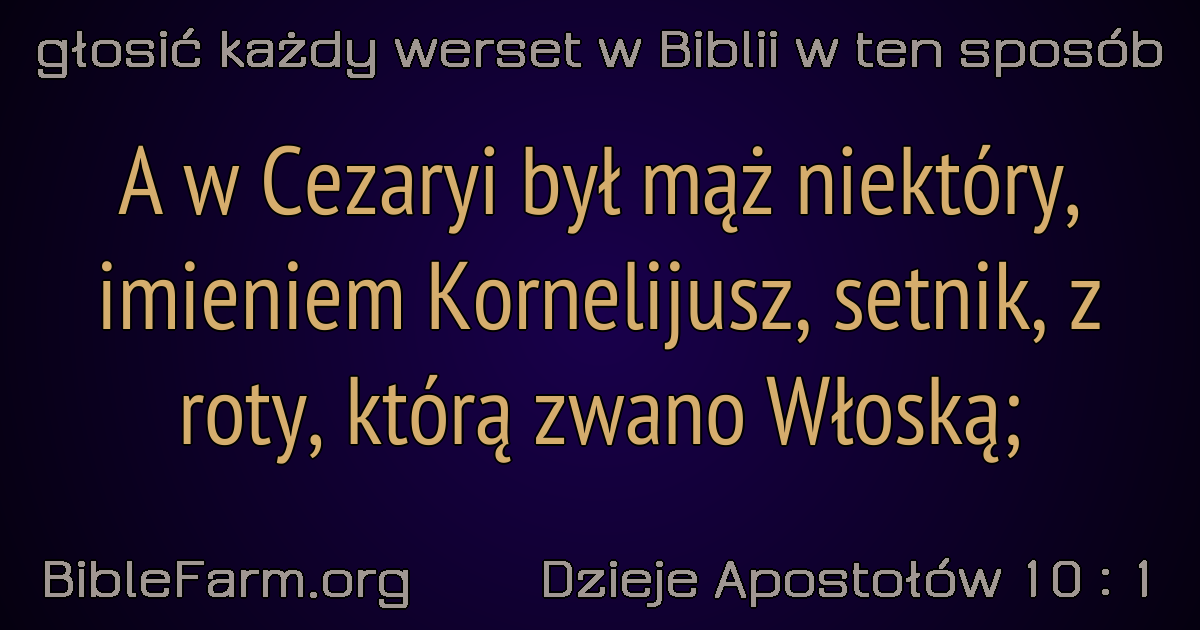 głosić każdy werset w Biblii w ten sposób
A w Cezaryi był mąż niektóry,
imieniem Kornelijusz, setnik, z
roty, którą zwano Włoską;
BibleFarm.org
Dzieje Apostołów 10 : 1